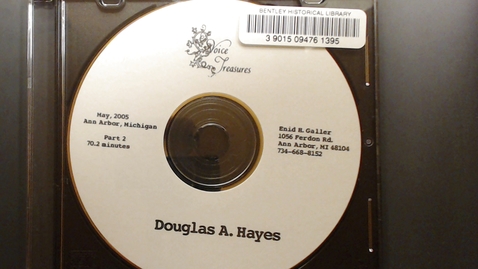 BENTLEY HISTORICAL LIBRARY
3 9015 09476 1395
Voice
Treasures
May, 2005
Ann Arbor, Michigan
Part 2
70.2 minutes
Enid H. Galler
1056 Ferdon Rd.
Ann Arbor, MI 48104
734-668-8152
Douglas A. Hayes